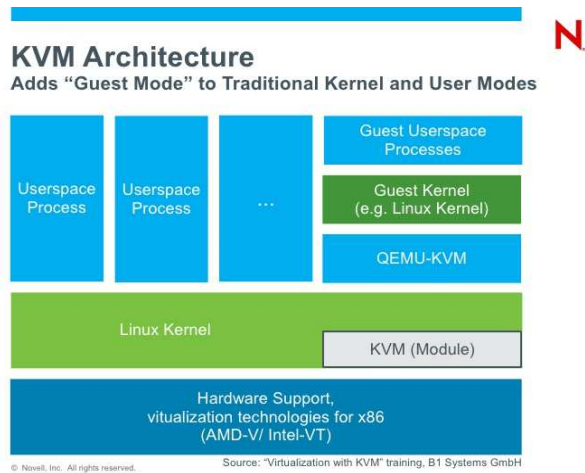 N
KVM Architecture
Adds “Guest Mode” to Traditional Kernel and User Modes
Userspace
Process
Userspace
Process
...
Guest Userspace
Processes
Guest Kernel
(e.g. Linux Kernel)
QEMU-KVM
Linux Kernel
KVM (Module)
Hardware Support,
vitualization technologies for x86
(AMD-V/ Intel-VT)
© Novell, Inc. All rights reserved.
Source: “Virtualization with KVM” training, B1 Systems GmbH